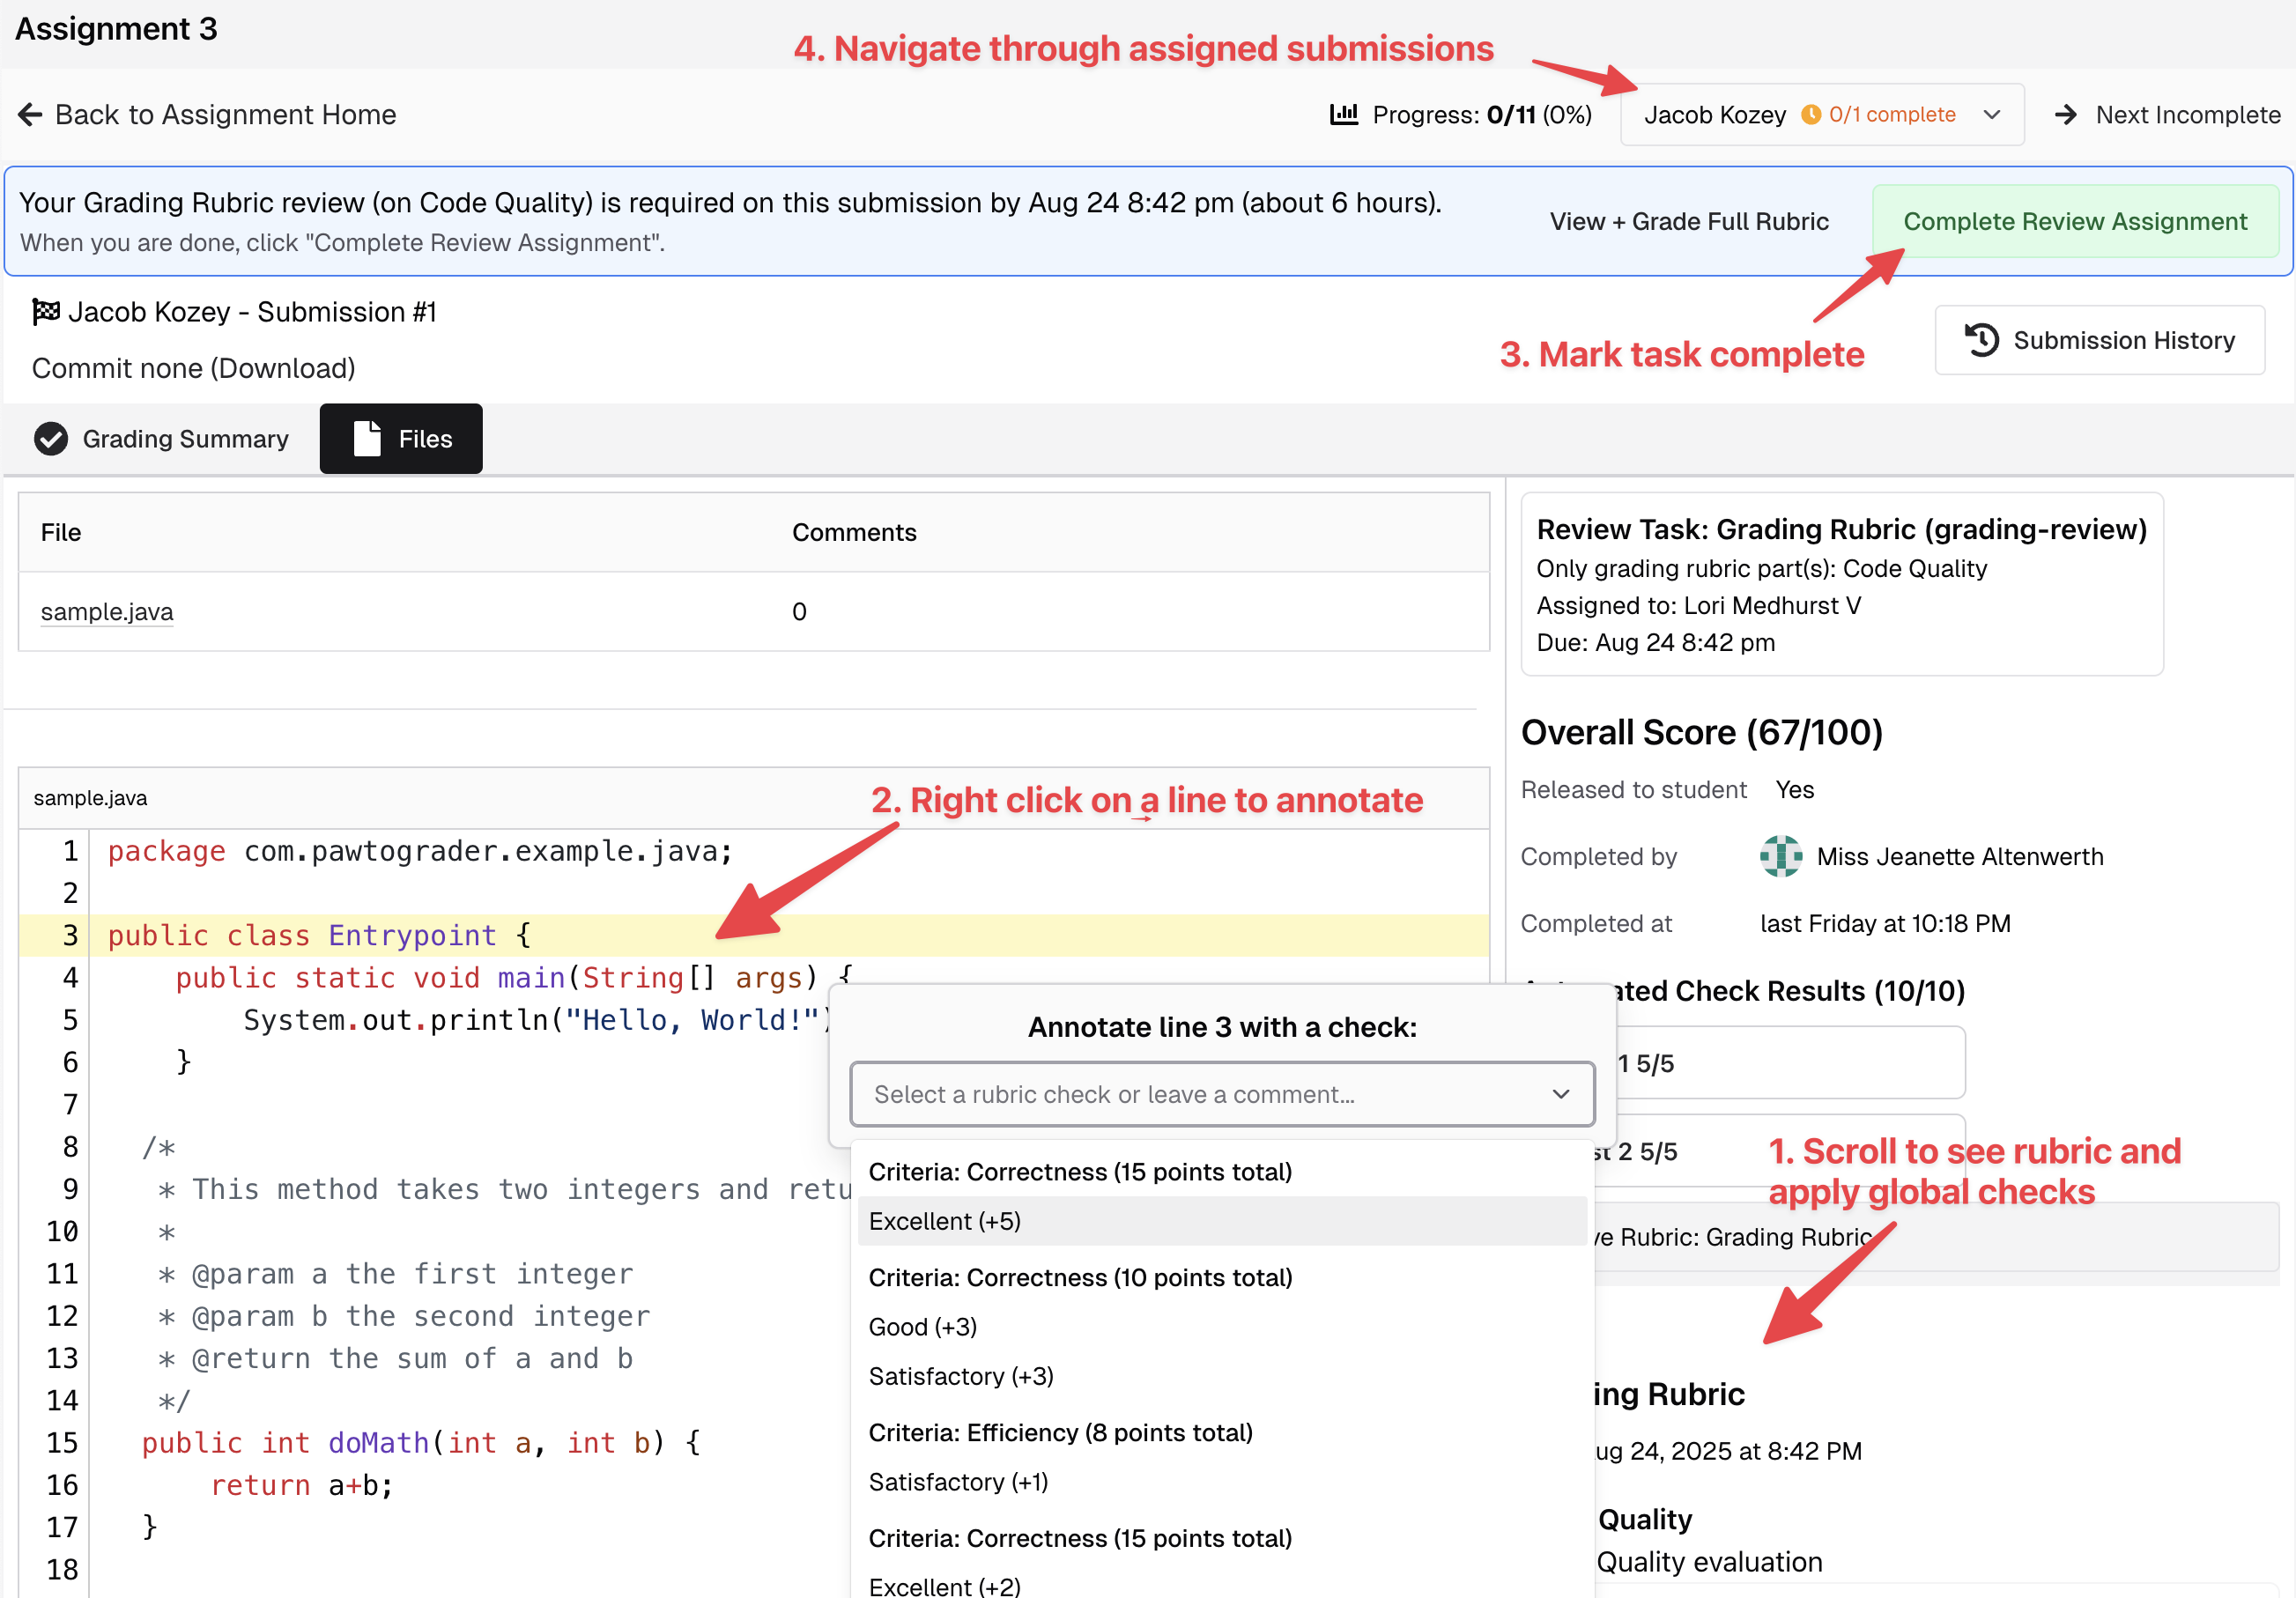 Assignment 3
4. Navigate through assigned submissions
Back to Assignment Home
Progress: 0/11 (0%)
Jacob Kozey 0/1 complete
Next Incomplete
Your Grading Rubric review (on Code Quality) is required on this submission by Aug 24 8:42 pm (about 6 hours).
When you are done, click "Complete Review Assignment".
View + Grade Full Rubric
Complete Review Assignment
Jacob Kozey - Submission #1
Commit none (Download)
3. Mark task complete
Submission History
Grading Summary
Files
File Comments
sample.java 0
sample.java
2. Right click on a line to annotate
1 package com.pawtograder.example.java;
2
3 public class Entrypoint {
4 public static void main(String[] args) {
5 System.out.println("Hello, World!")
6 }
7
8 /*
9 * This method takes two integers and retu
10 *
11 * @param a the first integer
12 * @param b the second integer
13 * @return the sum of a and b
14 */
15 public int doMath(int a, int b) {
16 return a+b;
17 }
18
Annotate line 3 with a check:
Select a rubric check or leave a comment...
Criteria: Correctness (15 points total)
Excellent (+5)
Criteria: Correctness (10 points total)
Good (+3)
Satisfactory (+3)
Criteria: Efficiency (8 points total)
Satisfactory (+1)
Criteria: Correctness (15 points total)
Excellent (+2)
Review Task: Grading Rubric (grading-review)
Only grading rubric part(s): Code Quality
Assigned to: Lori Medhurst V
Due: Aug 24 8:42 pm
Overall Score (67/100)
Released to student Yes
Completed by Miss Jeanette Altenwerth
Completed at last Friday at 10:18 PM
ated Check Results (10/10)
1 5/5
st 2 5/5
1. Scroll to see rubric and
apply global checks
ve Rubric: Grading Rubric
ing Rubric
ug 24, 2025 at 8:42 PM
Quality
Quality evaluation